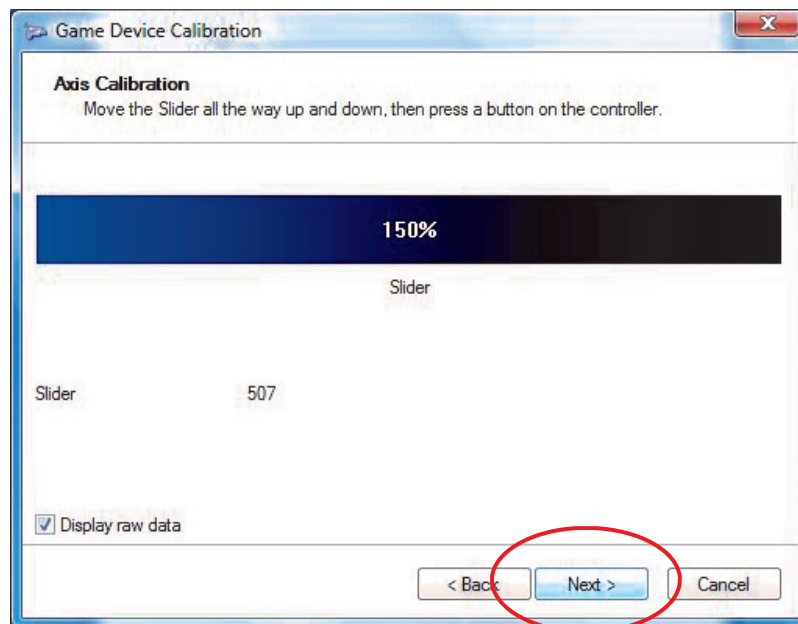 Game Device Calibration
X
Axis Calibration
Move the Slider all the way up and down, then press a button on the controller.
150%
Slider
Slider 507
Display raw data
< Back Next > Cancel